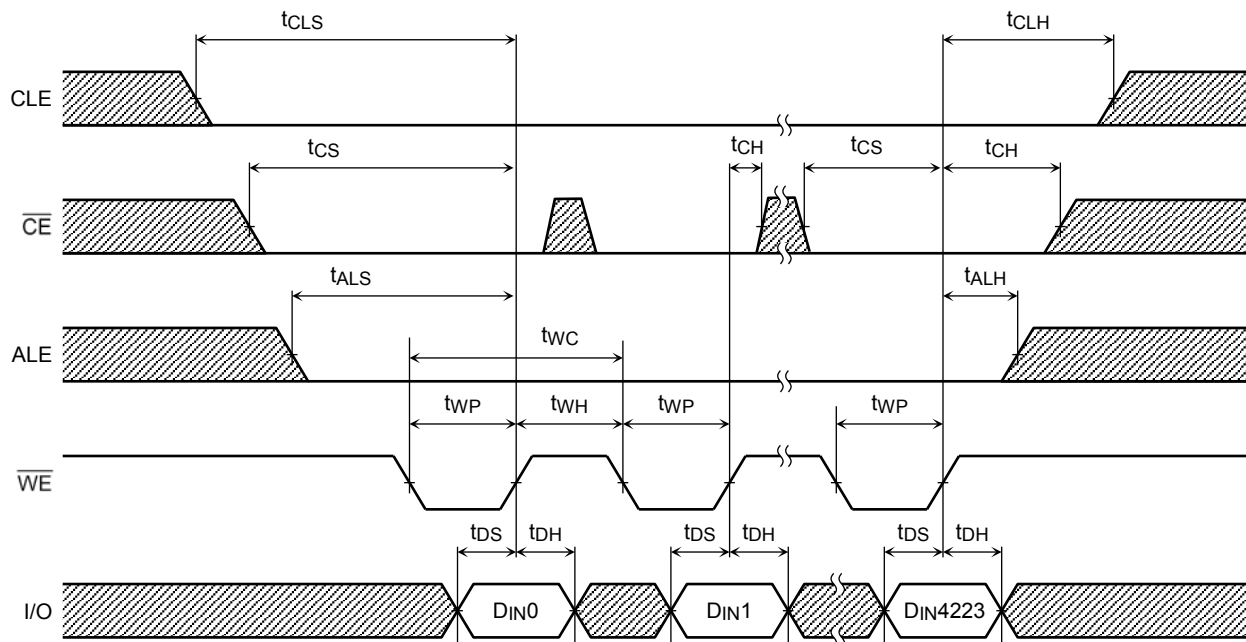 tCLS tCLH
CLE
tCS tCH tCS tCH
CE
tALS tALH
ALE
tWC
tWP tWH tWP tWP
WE
tDS tDH tDS tDH tDS tDH
I/O DIN0 DIN1 DIN4223